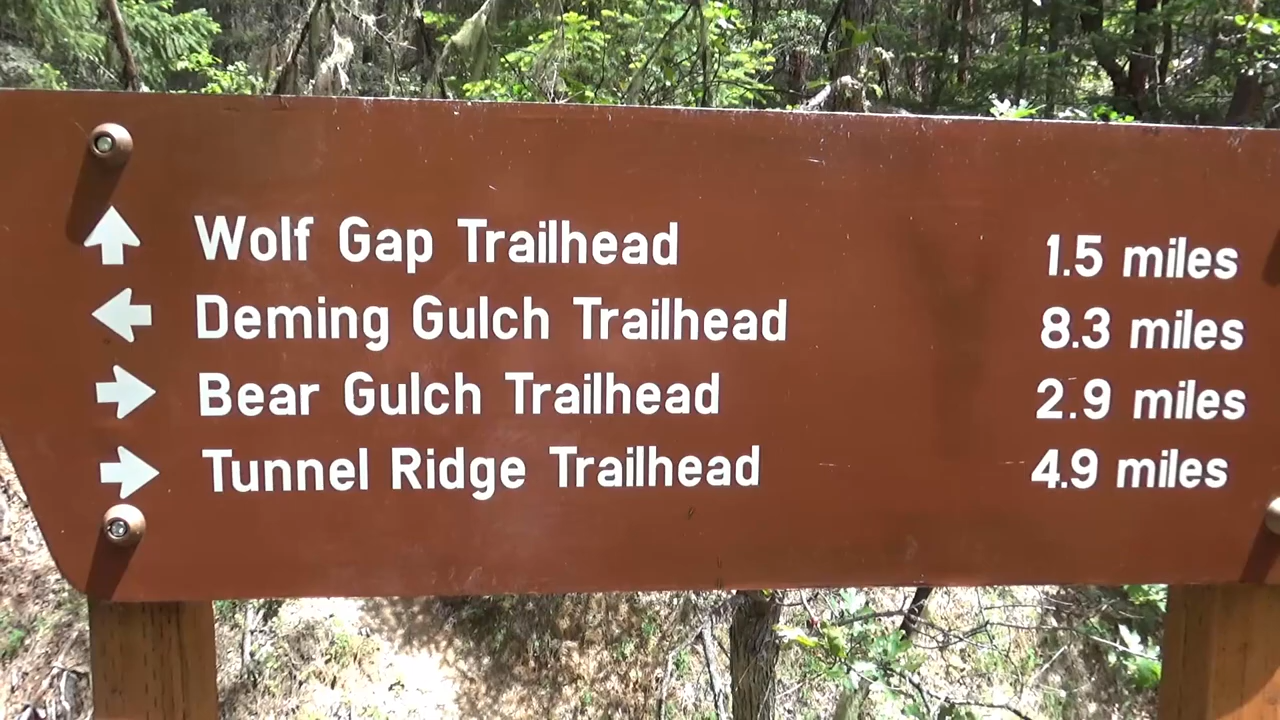 Wolf Gap Trailhead 1.5 miles
Deming Gulch Trailhead 8.3 miles
Bear Gulch Trailhead 2.9 miles
Tunnel Ridge Trailhead 4.9 miles